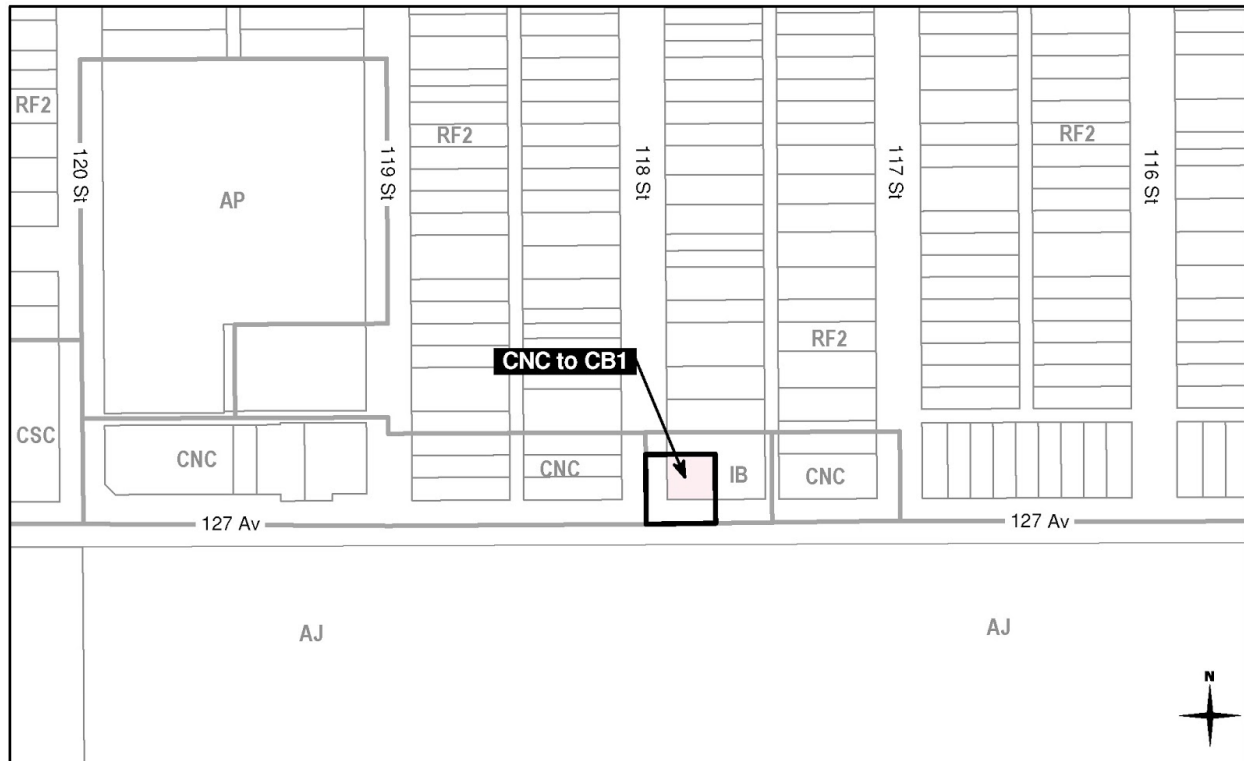 RF2
RF2
RF2
120 St
119 St
118 St
117 St
116 St
AP
RF2
CNC to CB1
CSC
CNC
CNC
IB
CNC
127 Av
127 Av
AJ
AJ
N